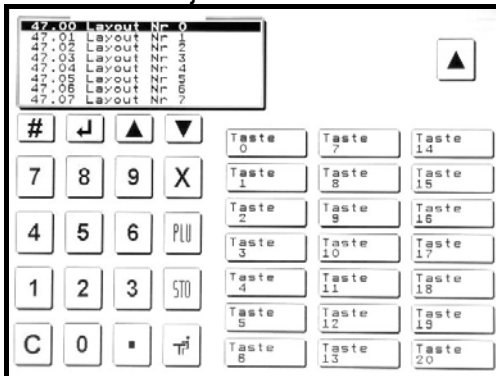 47.00 Layout Nr 0
47.01 Layout Nr 1
47.02 Layout Nr 2
47.03 Layout Nr 3
47.04 Layout Nr 4
47.05 Layout Nr 5
47.06 Layout Nr 6
47.07 Layout Nr 7
#
7 8 9 X
4 5 6 PLU
1 2 3 STO
C 0 .
Taste
0
Taste
1
Taste
2
Taste
3
Taste
4
Taste
5
Taste
6
Taste
7
Taste
8
Taste
9
Taste
10
Taste
11
Taste
12
Taste
13
Taste
14
Taste
15
Taste
16
Taste
17
Taste
18
Taste
19
Taste
20